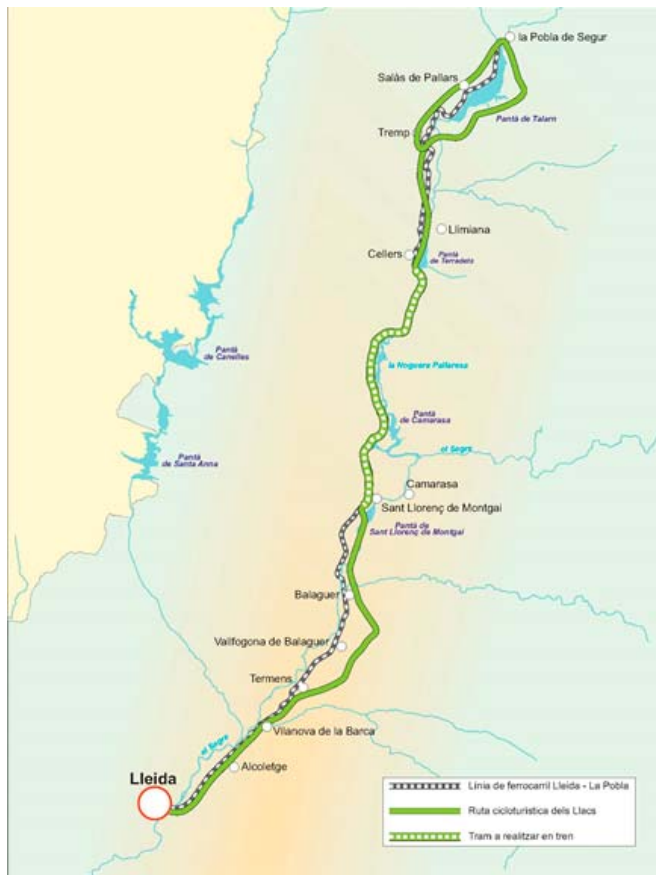 la Pobla de Segur
Salàs de Pallars
Pantà de Talarn
Tremp
Llimiana
Cellers
Pantà
de Terradets
Pantà
de Canelles
la Noguera Pallaresa
Pantà
de Camarasa
el Segre
Pantà
de Santa Anna
Camarasa
Sant Llorenç de Montgai
Pantà de
Sant Llorenç de Montgai
Balaguer
Vallfogona de Balaguer
Termens
Vilanova de la Barca
el Segre
Alcoletge
Lleida
Línia de ferrocarril Lleida - La Pobla
Ruta cicloturística dels Llacs
Tram a realitzar en tren